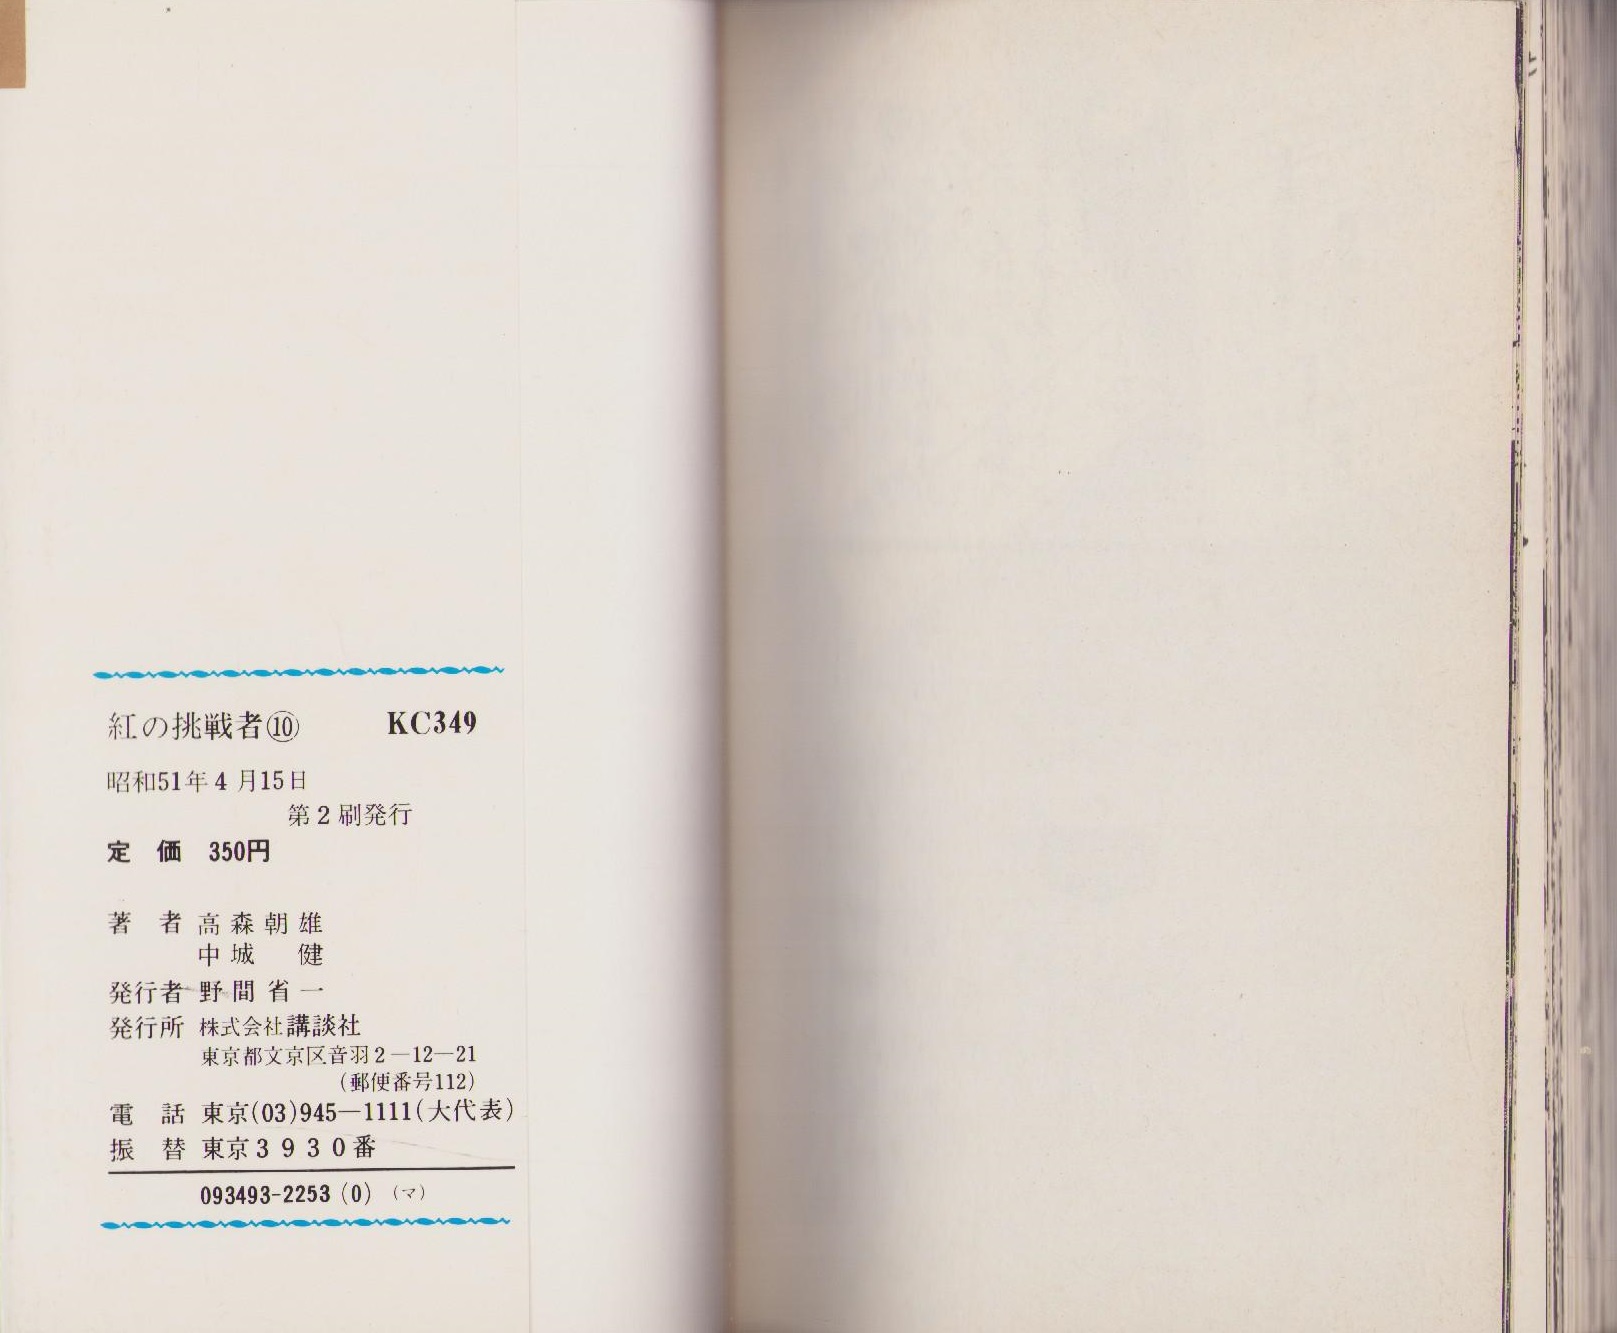 紅の挑戦者⑩ KC349
昭和51年4月15日
第2刷発行
定価 350円
著者 高森朝雄
中城健
発行者 野間省一
発行所 株式会社講談社
東京都文京区音羽2―12―21
(郵便番号112)
電話 東京(03)945―1111(大代表)
振替 東京3930番
093493-2253 (0) (マ)